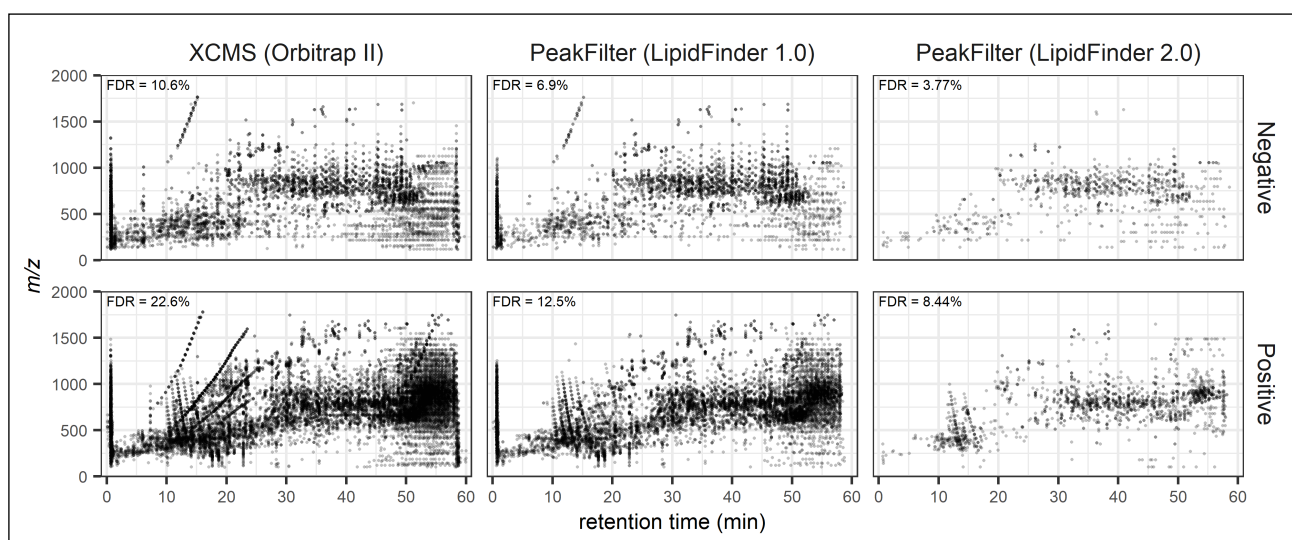 XCMS (Orbitrap II) PeakFilter (LipidFinder 1.0) PeakFilter (LipidFinder 2.0)
FDR = 10.6% FDR = 6.9% FDR = 3.77%
2000
1500
1000
500
0
Negative
m/z
FDR = 22.6% FDR = 12.5% FDR = 8.44%
2000
1500
1000
500
0
Positive
0 10 20 30 40 50 60 0 10 20 30 40 50 60 0 10 20 30 40 50 60
retention time (min)